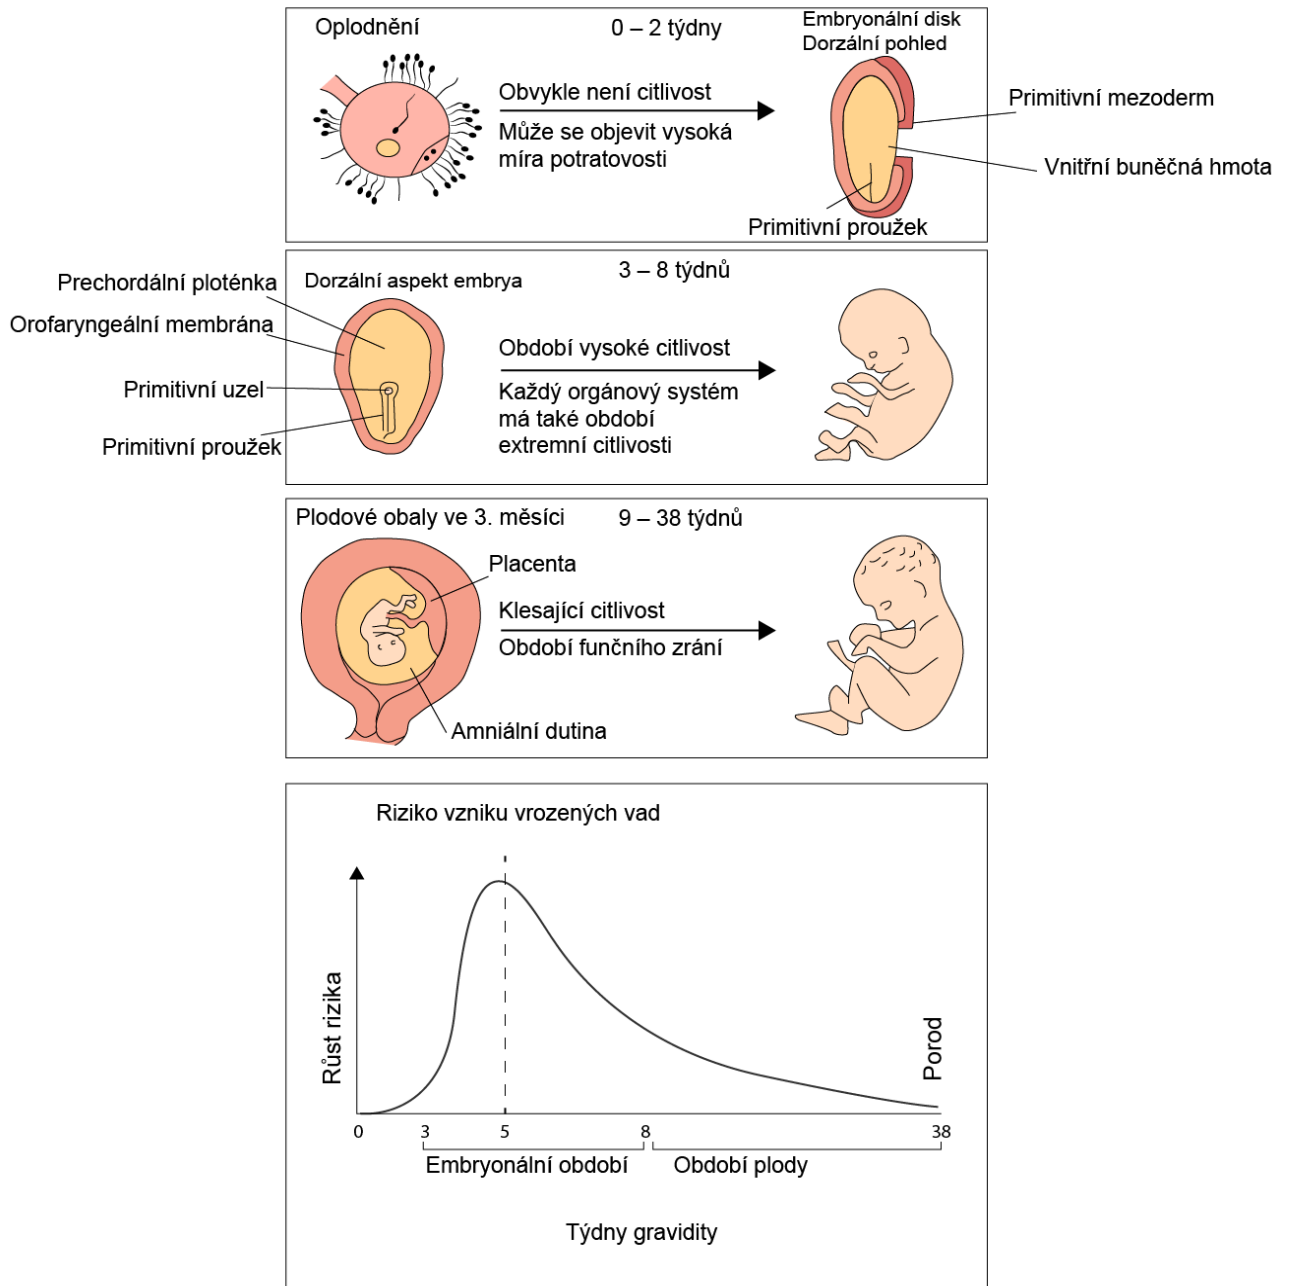 Oplodnění
0 – 2 týdny
Embryonální disk
Dorzální pohled
Obvykle není citlivost
Může se objevit vysoká
míra potratovosti
Primitivní mezoderm
Vnitřní buněčná hmota
Primitivní proužek
3 – 8 týdnů
Dorzální aspekt embrya
Prechordální ploténka
Orofaryngeální membrána
Primitivní uzel
Primitivní proužek
Období vysoké citlivost
Každý orgánový systém
má také období
extremní citlivosti
Plodové obaly ve 3. měsíci
9 – 38 týdnů
Placenta
Klesající citlivost
Období funčního zrání
Amniální dutina
Riziko vzniku vrozených vad
Růst rizika
Porod
0 3 5 8 38
Embryonální období
Období plody
Týdny gravidity